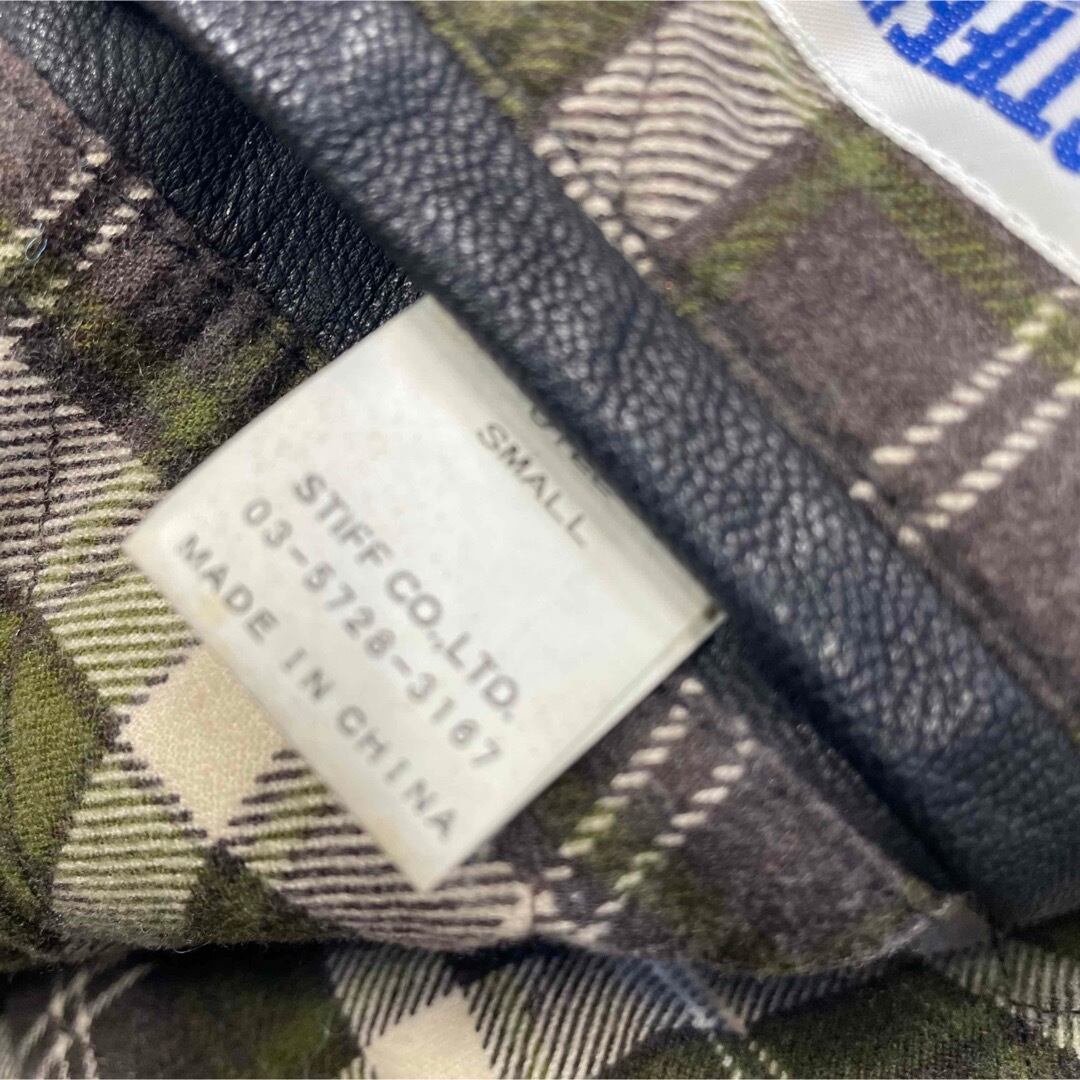 SMALL
STIFF CO.,LTD.
03-5728-3167
MADE IN CHINA